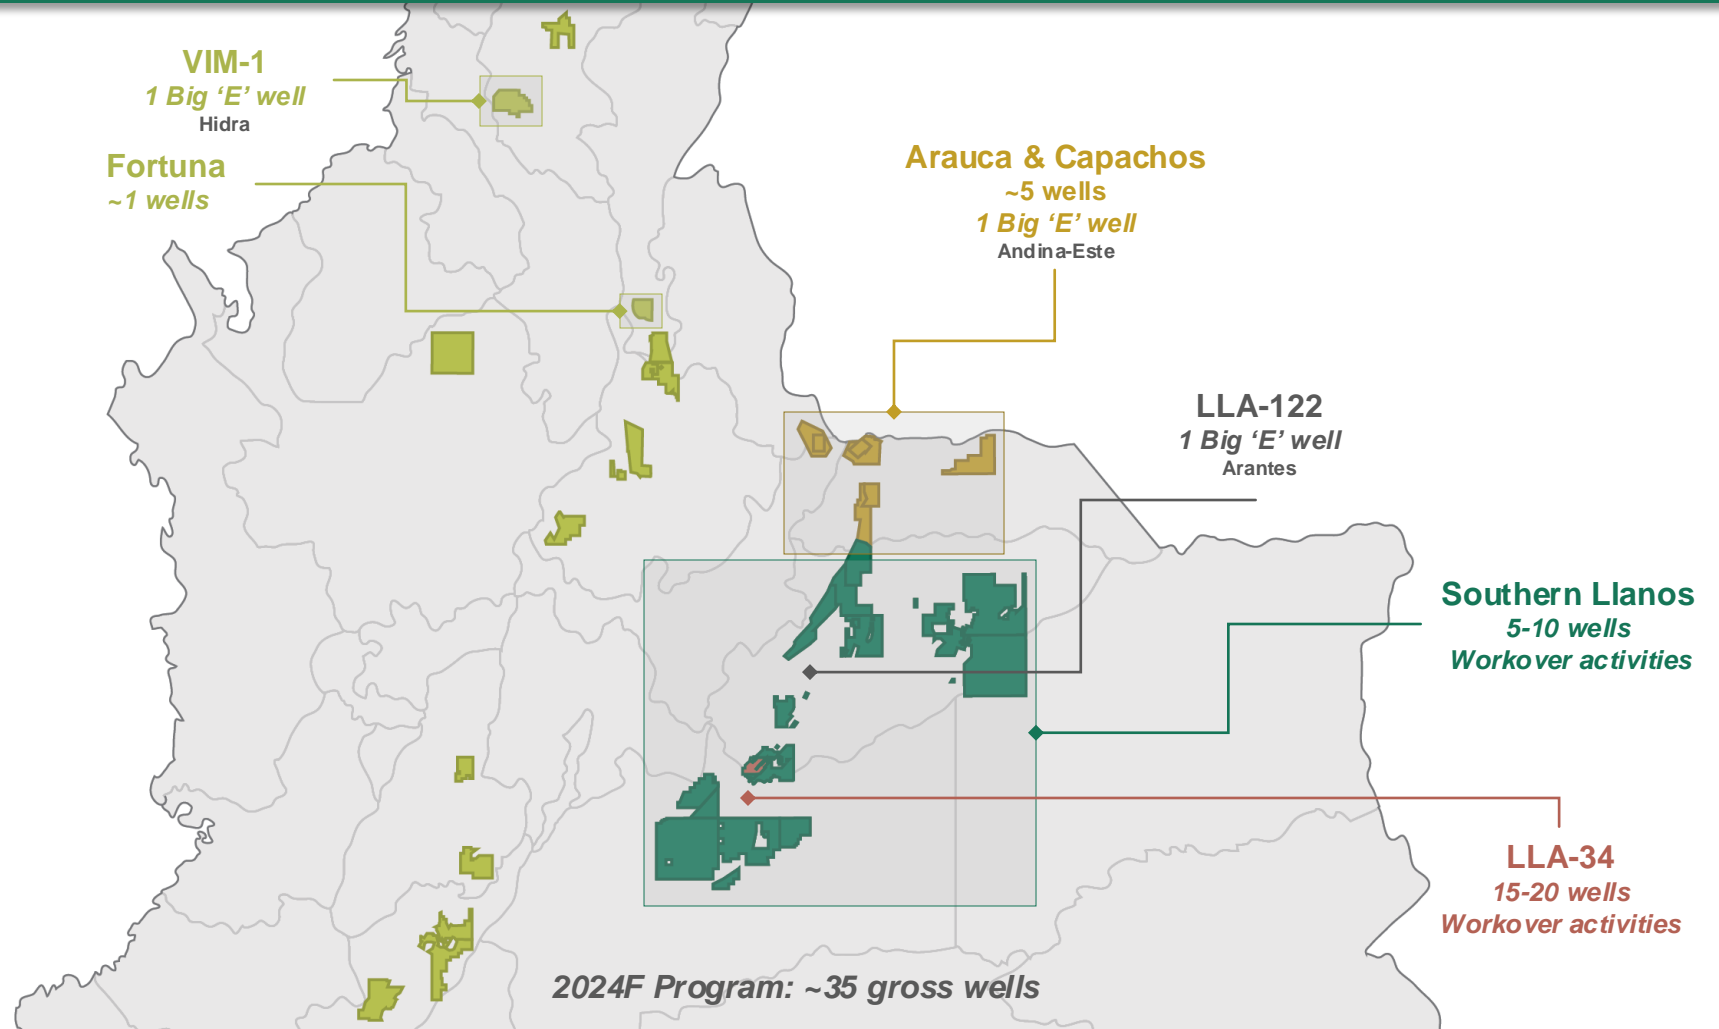 VIM-1
1 Big ‘E’ well
Hidra
Fortuna
~1 wells
Arauca & Capachos
~5 wells
1 Big ‘E’ well
Andina-Este
LLA-122
1 Big ‘E’ well
Arantes
Southern Llanos
5-10 wells
Workover activities
LLA-34
15-20 wells
Workover activities
2024F Program: ~35 gross wells